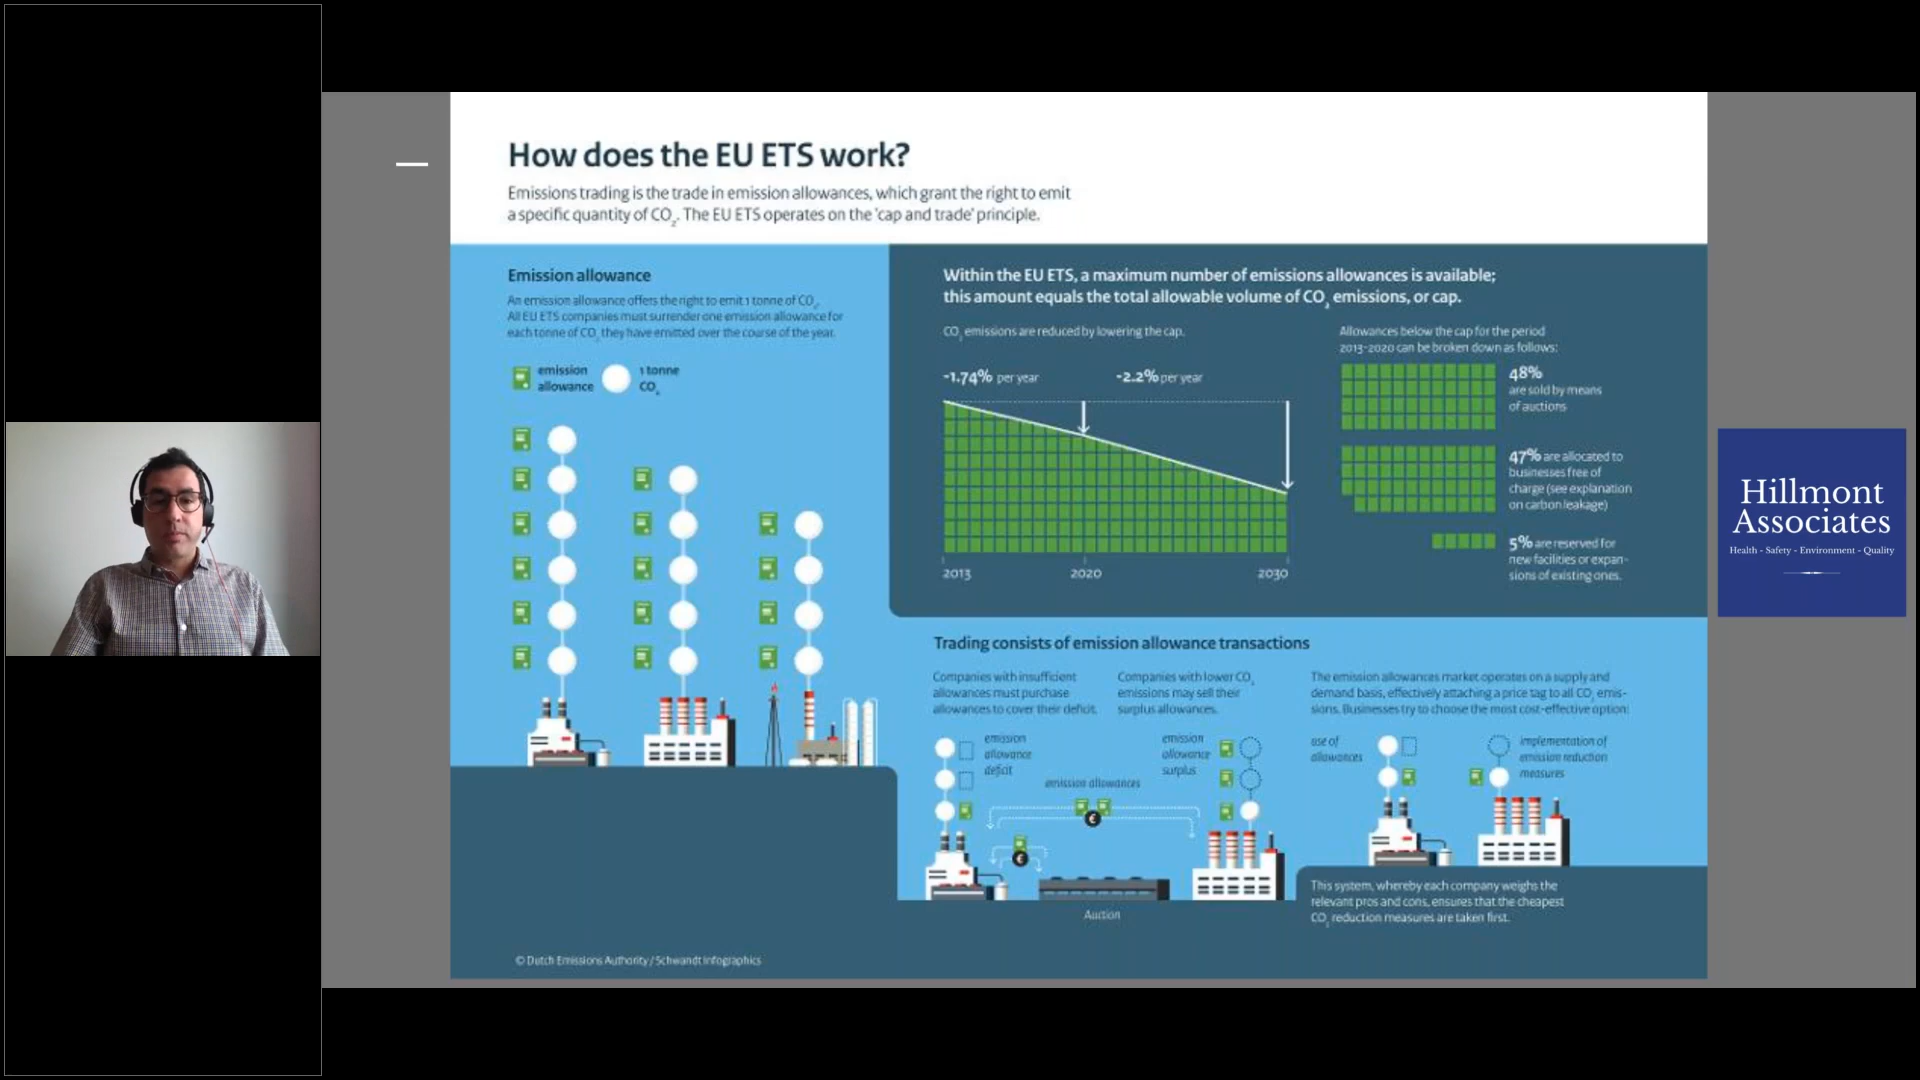 How does the EU ETS work?
Emissions trading is the trade in emission allowances, which grant the right to emit
a specific quantity of CO₂. The EU ETS operates on the 'cap and trade' principle.
Emission allowance
An emission allowance offers the right to emit 1 tonne of CO₂.
All EU ETS companies must surrender one emission allowance for
each tonne of CO₂ they have emitted over the course of the year.
emission
allowance
1 tonne
CO₂
Within the EU ETS, a maximum number of emissions allowances is available;
this amount equals the total allowable volume of CO₂ emissions, or cap.
CO₂ emissions are reduced by lowering the cap.
-1.74% per year
-2.2% per year
2013
2020
2030
Allowances below the cap for the period
2013-2020 can be broken down as follows:
48%
are sold by means
of auctions
47% are allocated to
businesses free of
charge (see explanation
on carbon leakage)
5% are reserved for
new facilities or expan-
sions of existing ones.
Trading consists of emission allowance transactions
Companies with insufficient
allowances must purchase
allowances to cover their deficit.
Companies with lower CO₂
emissions may sell their
surplus allowances.
The emission allowances market operates on a supply and
demand basis, effectively attaching a price tag to all CO₂ emis-
sions. Businesses try to choose the most cost-effective option:
emission
allowance
deficit
emission
allowance
surplus
emission allowances
€
€
Auction
use of
allowances
implementation of
emission reduction
measures
This system, whereby each company weighs the
relevant pros and cons, ensures that the cheapest
CO₂ reduction measures are taken first.
© Dutch Emissions Authority / Schwandt Infographics
Hillmont
Associates
Health - Safety - Environment - Quality